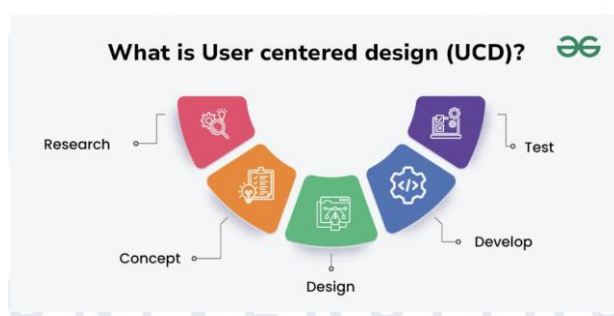 What is User centered design (UCD)?
Research
Test
Concept
Develop
Design